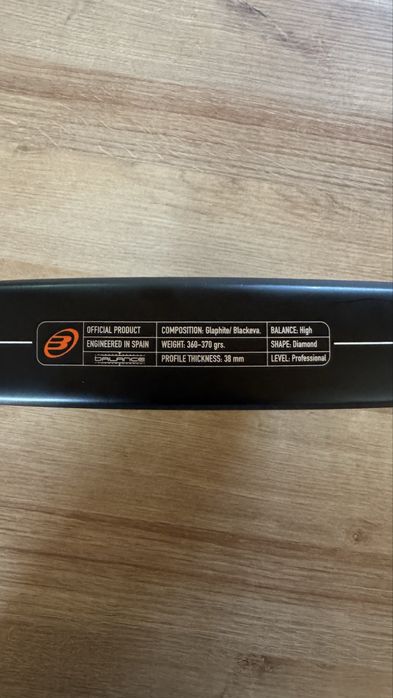 OFFICIAL PRODUCT
ENGINEERED IN SPAIN
BALANCE
COMPOSITION: Glaphite/ Blackeva.
WEIGHT: 360-370 grs.
PROFILE THICKNESS: 38 mm
BALANCE: High
SHAPE: Diamond
LEVEL: Professional